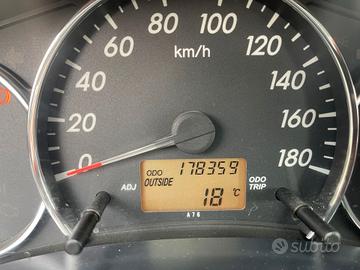 80
100
60
120
km/h
40
140
20
160
0
180
ODO 178359
ADJ
OUTSIDE 18 °C
ODO
TRIP
A76
subito